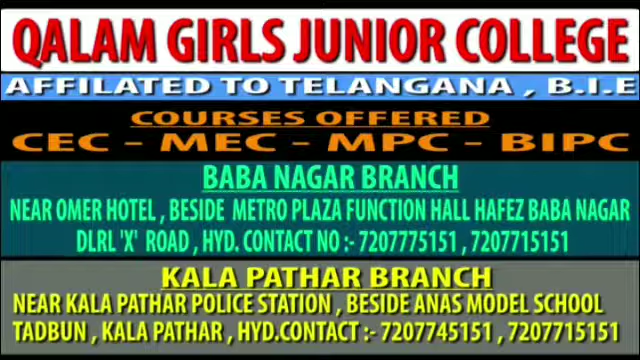 QALAM GIRLS JUNIOR COLLEGE
AFFILATED TO TELANGANA , B.I.E
COURSES OFFERED
CEC - MEC - MPC - BIPC
BABA NAGAR BRANCH
NEAR OMER HOTEL , BESIDE METRO PLAZA FUNCTION HALL HAFEZ BABA NAGAR
DLRL 'X' ROAD , HYD. CONTACT NO :- 7207775151 , 7207715151
KALA PATHAR BRANCH
NEAR KALA PATHAR POLICE STATION , BESIDE ANAS MODEL SCHOOL
TADBUN , KALA PATHAR , HYD.CONTACT :- 7207745151 , 7207715151